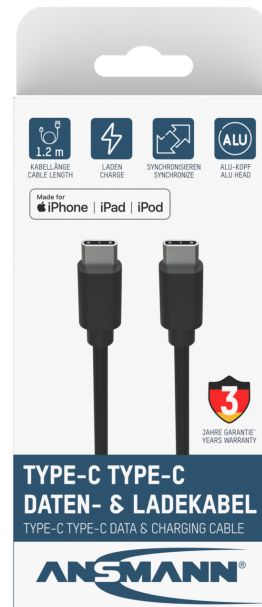 1.2 m
KABELLÄNGE
CABLE LENGTH
LADEN
CHARGE
SYNCHRONISIEREN
SYNCHRONIZE
ALU
ALU-KOPF
ALU HEAD
Made for
iPhone | iPad | iPod
3
JAHRE GARANTIE*
YEARS WARRANTY
TYPE-C TYPE-C
DATEN- & LADEKABEL
TYPE-C TYPE-C DATA & CHARGING CABLE
ANSMANN®